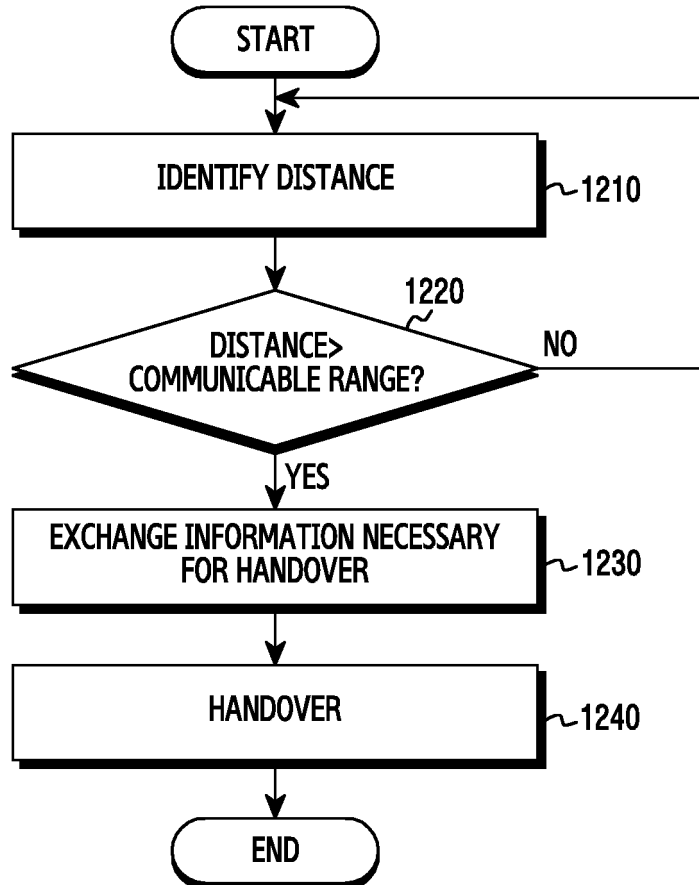 START
IDENTIFY DISTANCE
1210
1220
DISTANCE>
COMMUNICABLE RANGE?
NO
YES
EXCHANGE INFORMATION NECESSARY
FOR HANDOVER
1230
HANDOVER
1240
END